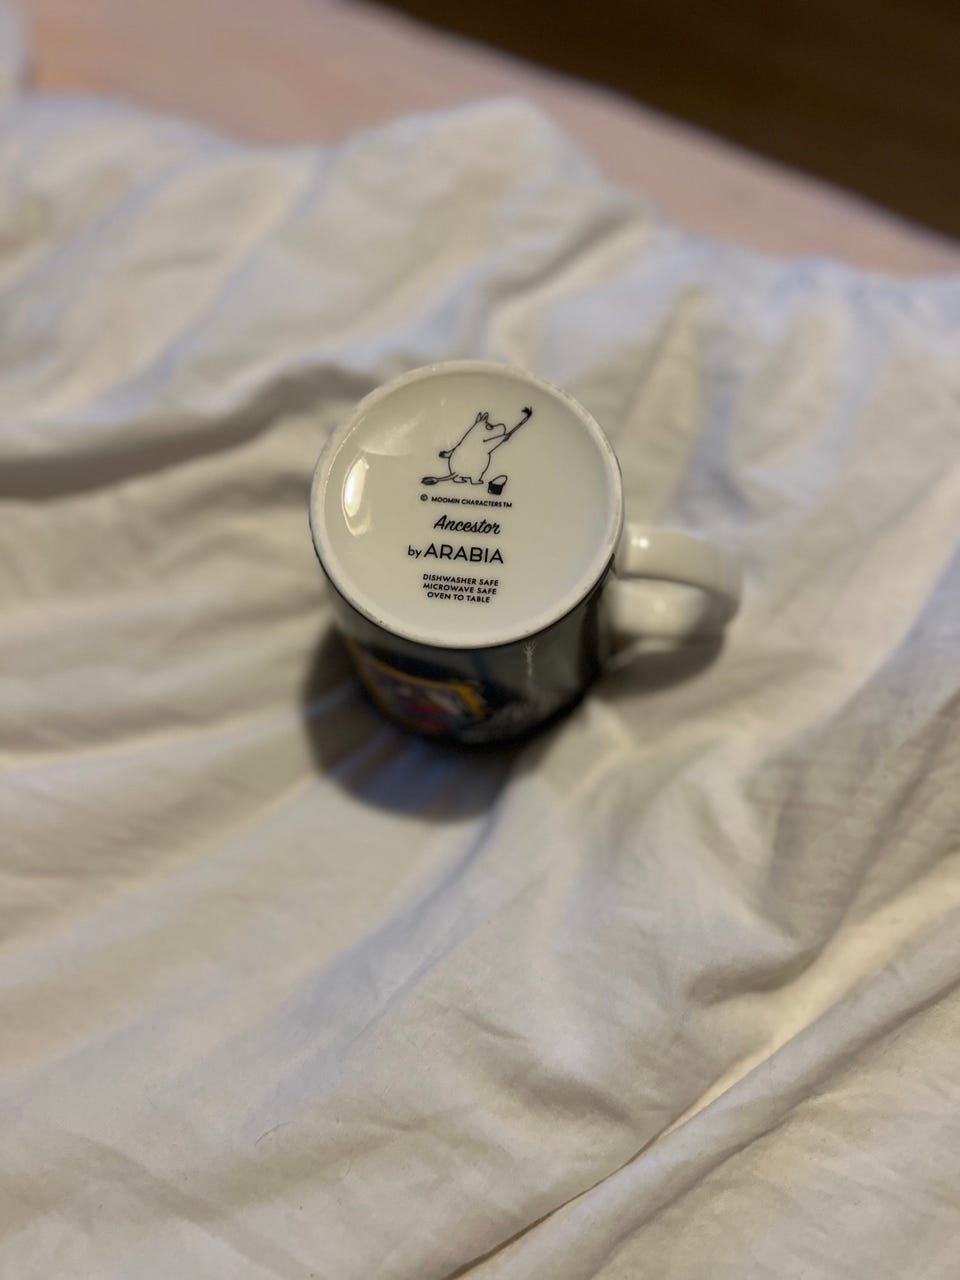 © MOOMIN CHARACTERS TM
Ancestor
by ARABIA
DISHWASHER SAFE
MICROWAVE SAFE
OVEN TO TABLE